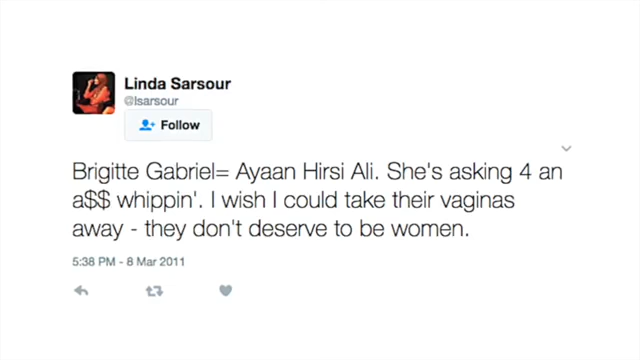 Linda Sarsour
@lsarsour
Follow
Brigitte Gabriel= Ayaan Hirsi Ali. She's asking 4 an
a$$ whippin'. I wish I could take their vaginas
away - they don't deserve to be women.
5:38 PM - 8 Mar 2011